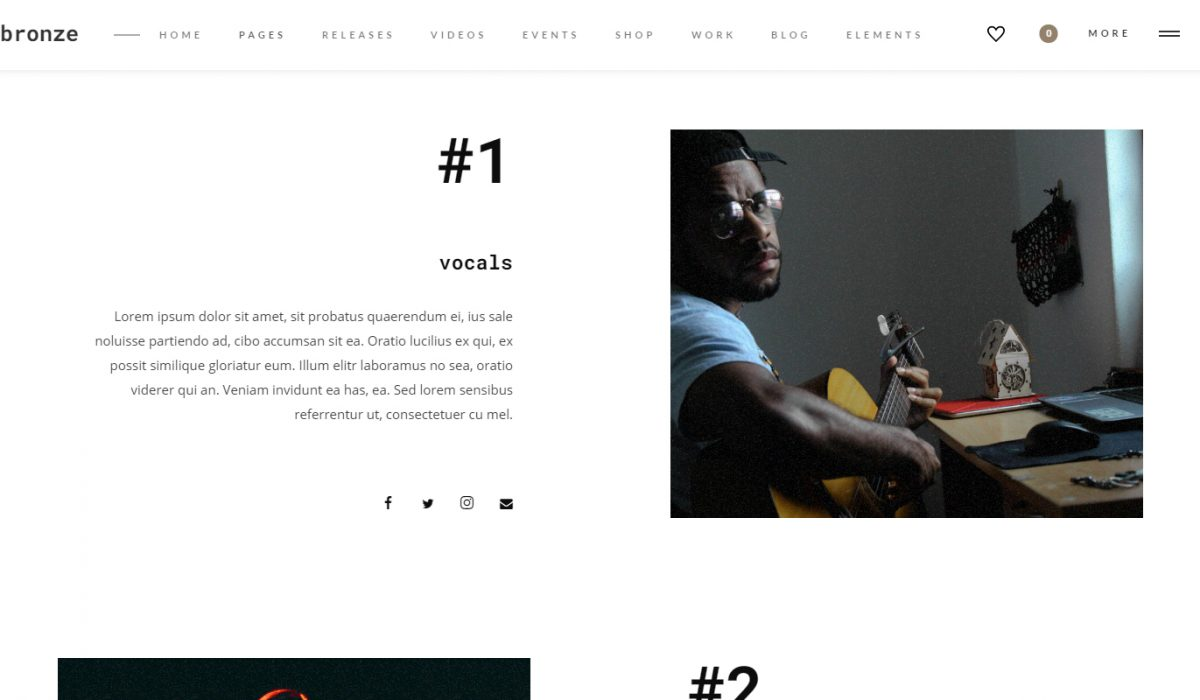 bronze HOME PAGES RELEASES VIDEOS EVENTS SHOP WORK BLOG ELEMENTS 0 MORE
#1
vocals
Lorem ipsum dolor sit amet, sit probatus quaerendum ei, ius sale
noluisse partiendo ad, cibo accumsan sit ea. Oratio lucilius ex qui, ex
possit similique gloriatur eum. Illum elitr laboramus no sea, oratio
viderer qui an. Veniam invidunt ea has, ea. Sed lorem sensibus
referrentur ut, consectetuer cu mel.
#2